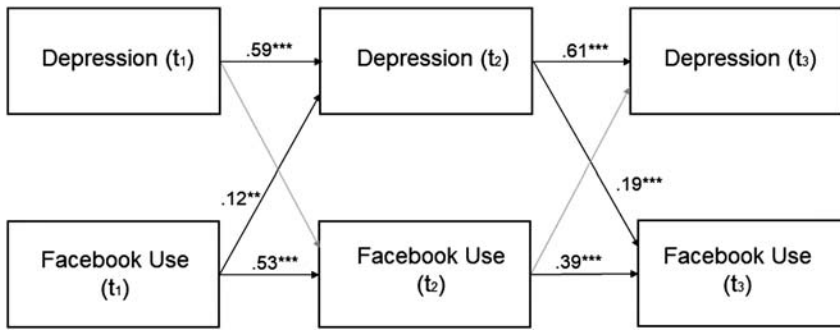 Depression (t₁)
.59***
Depression (t₂)
.61***
Depression (t₃)
.12**
.19***
Facebook Use
(t₁)
.53***
Facebook Use
(t₂)
.39***
Facebook Use
(t₃)